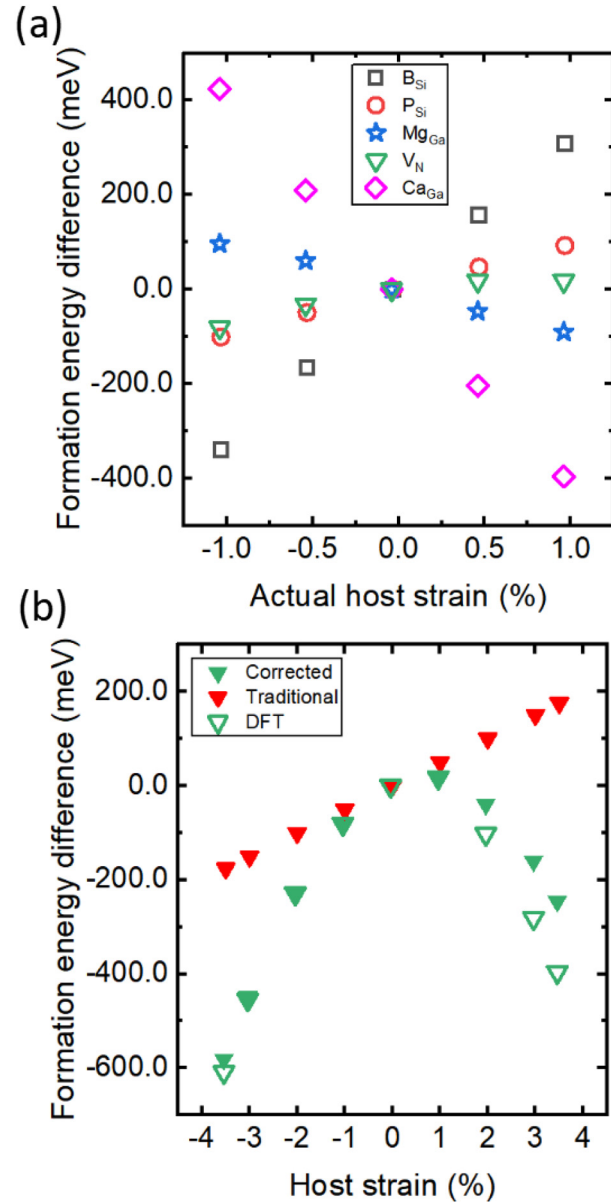 (a)
Formation energy difference (meV)
400.0
200.0
0.0
-200.0
-400.0
B_Si
P_Si
Mg_Ga
V_N
Ca_Ga
-1.0 -0.5 0.0 0.5 1.0
Actual host strain (%)
(b)
Formation energy difference (meV)
200.0
0.0
-200.0
-400.0
-600.0
Corrected
Traditional
DFT
-4 -3 -2 -1 0 1 2 3 4
Host strain (%)